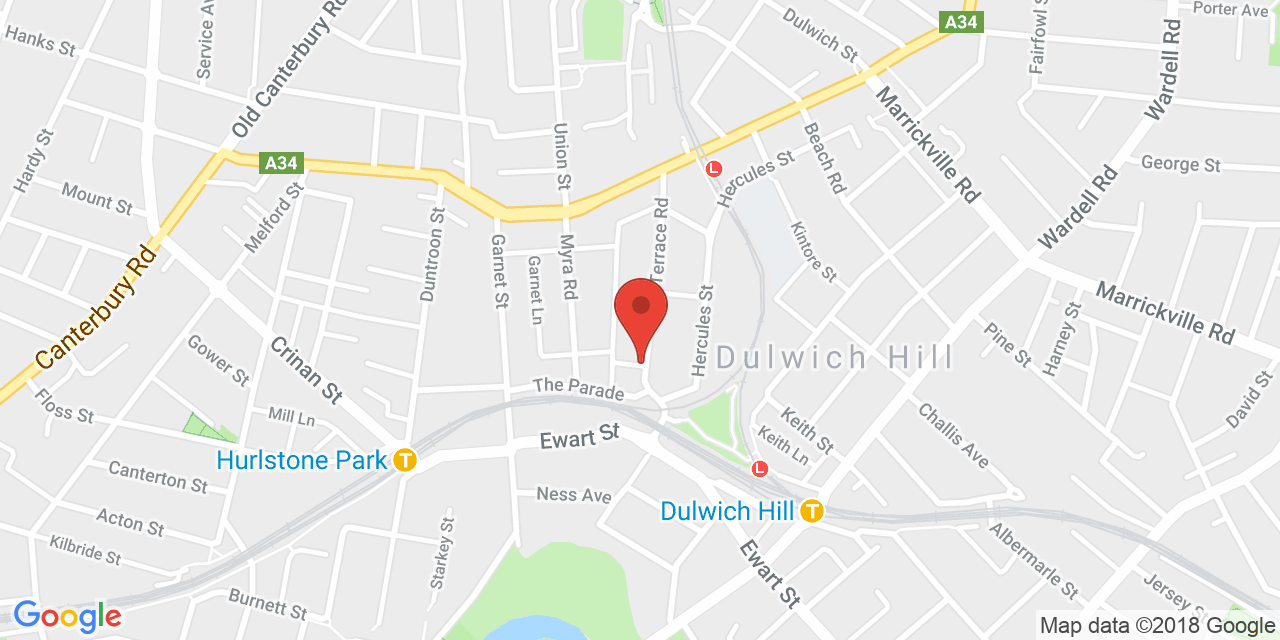 Porter Ave
Hanks St
Service Av
Old Canterbury Rd
Dulwich St
A34
Fairfowl S
Wardell Rd
Marrickville Rd
Union St
Beach Rd
Hardy St
A34
L
Hercules St
George St
Mount St
Melford St
Wardell Rd
Terrace Rd
Duntroon St
Garnet St
Garnet Ln
Myra Rd
Kintore St
Canterbury Rd
Hercules St
Marrickville Rd
Harney St
Pine St
Gower St
Crinan St
Dulwich Hill
The Parade
Floss St
Mill Ln
David St
Keith St
Keith Ln
Challis Ave
Ewart St
Hurlstone Park
T
L
Canterton St
Ness Ave
Dulwich Hill
T
Acton St
Kilbride St
Starkey St
Ewart St
Albermarle St
Jersey St
Burnett St
Google
Map data ©2018 Google